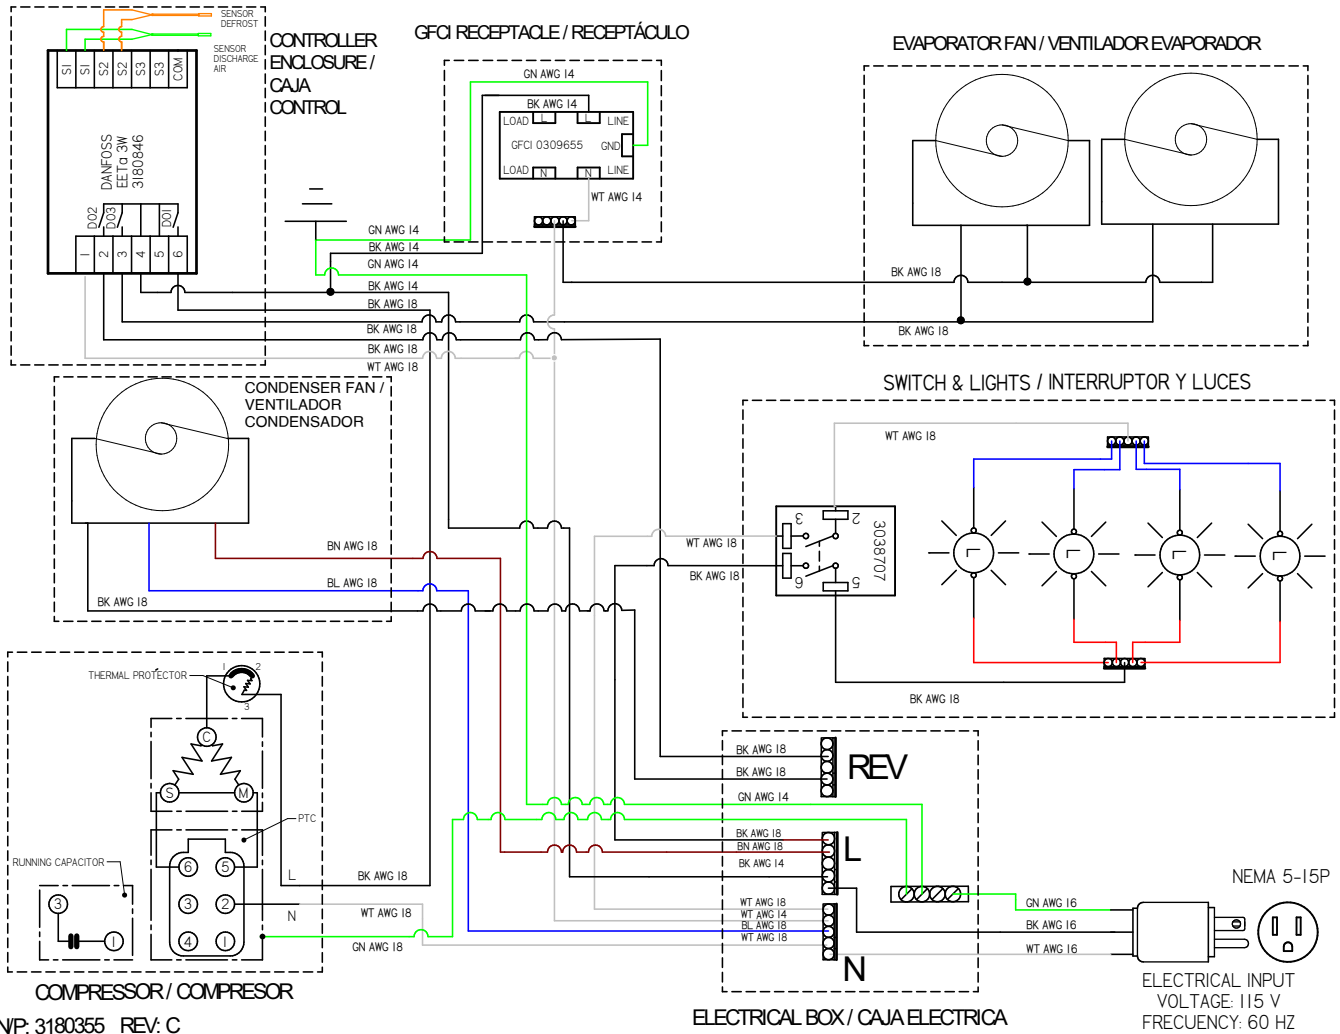 SENSOR
DEFROST
SENSOR
DISCHARGE
AIR
CONTROLLER
ENCLOSURE /
CAJA
CONTROL
S1
S1
S2
S2
S3
S3
COM
DANFOSS
EETa 3W
3180846
DO2
DO3
DO1
1
2
3
4
5
6
GFCI RECEPTACLE / RECEPTÁCULO
GN AWG 14
BK AWG 14
LOAD
L
L
LINE
GFCI 0309655
GND
LOAD
N
N
LINE
WT AWG 14
GN AWG 14
BK AWG 14
GN AWG 14
BK AWG 14
BK AWG 18
BK AWG 18
BK AWG 18
WT AWG 18
EVAPORATOR FAN / VENTILADOR EVAPORADOR
BK AWG 18
BK AWG 18
CONDENSER FAN /
VENTILADOR
CONDENSADOR
BN AWG 18
BL AWG 18
BK AWG 18
SWITCH & LIGHTS / INTERRUPTOR Y LUCES
WT AWG 18
WT AWG 18
BK AWG 18
3
2
6
5
3038707
L
L
L
L
BK AWG 18
THERMAL PROTECTOR
1
2
3
C
S
M
PTC
RUNNING CAPACITOR
3
1
6
5
3
2
4
1
L
N
BK AWG 18
WT AWG 18
GN AWG 18
COMPRESSOR / COMPRESOR
N/P: 3180355 REV: C
BK AWG 18
REV
BK AWG 18
GN AWG 14
BK AWG 18
BN AWG 18
L
BK AWG 14
WT AWG 18
WT AWG 14
BL AWG 18
WT AWG 18
N
ELECTRICAL BOX / CAJA ELECTRICA
GN AWG 16
BK AWG 16
WT AWG 16
NEMA 5-15P
ELECTRICAL INPUT
VOLTAGE: 115 V
FRECUENCY: 60 HZ